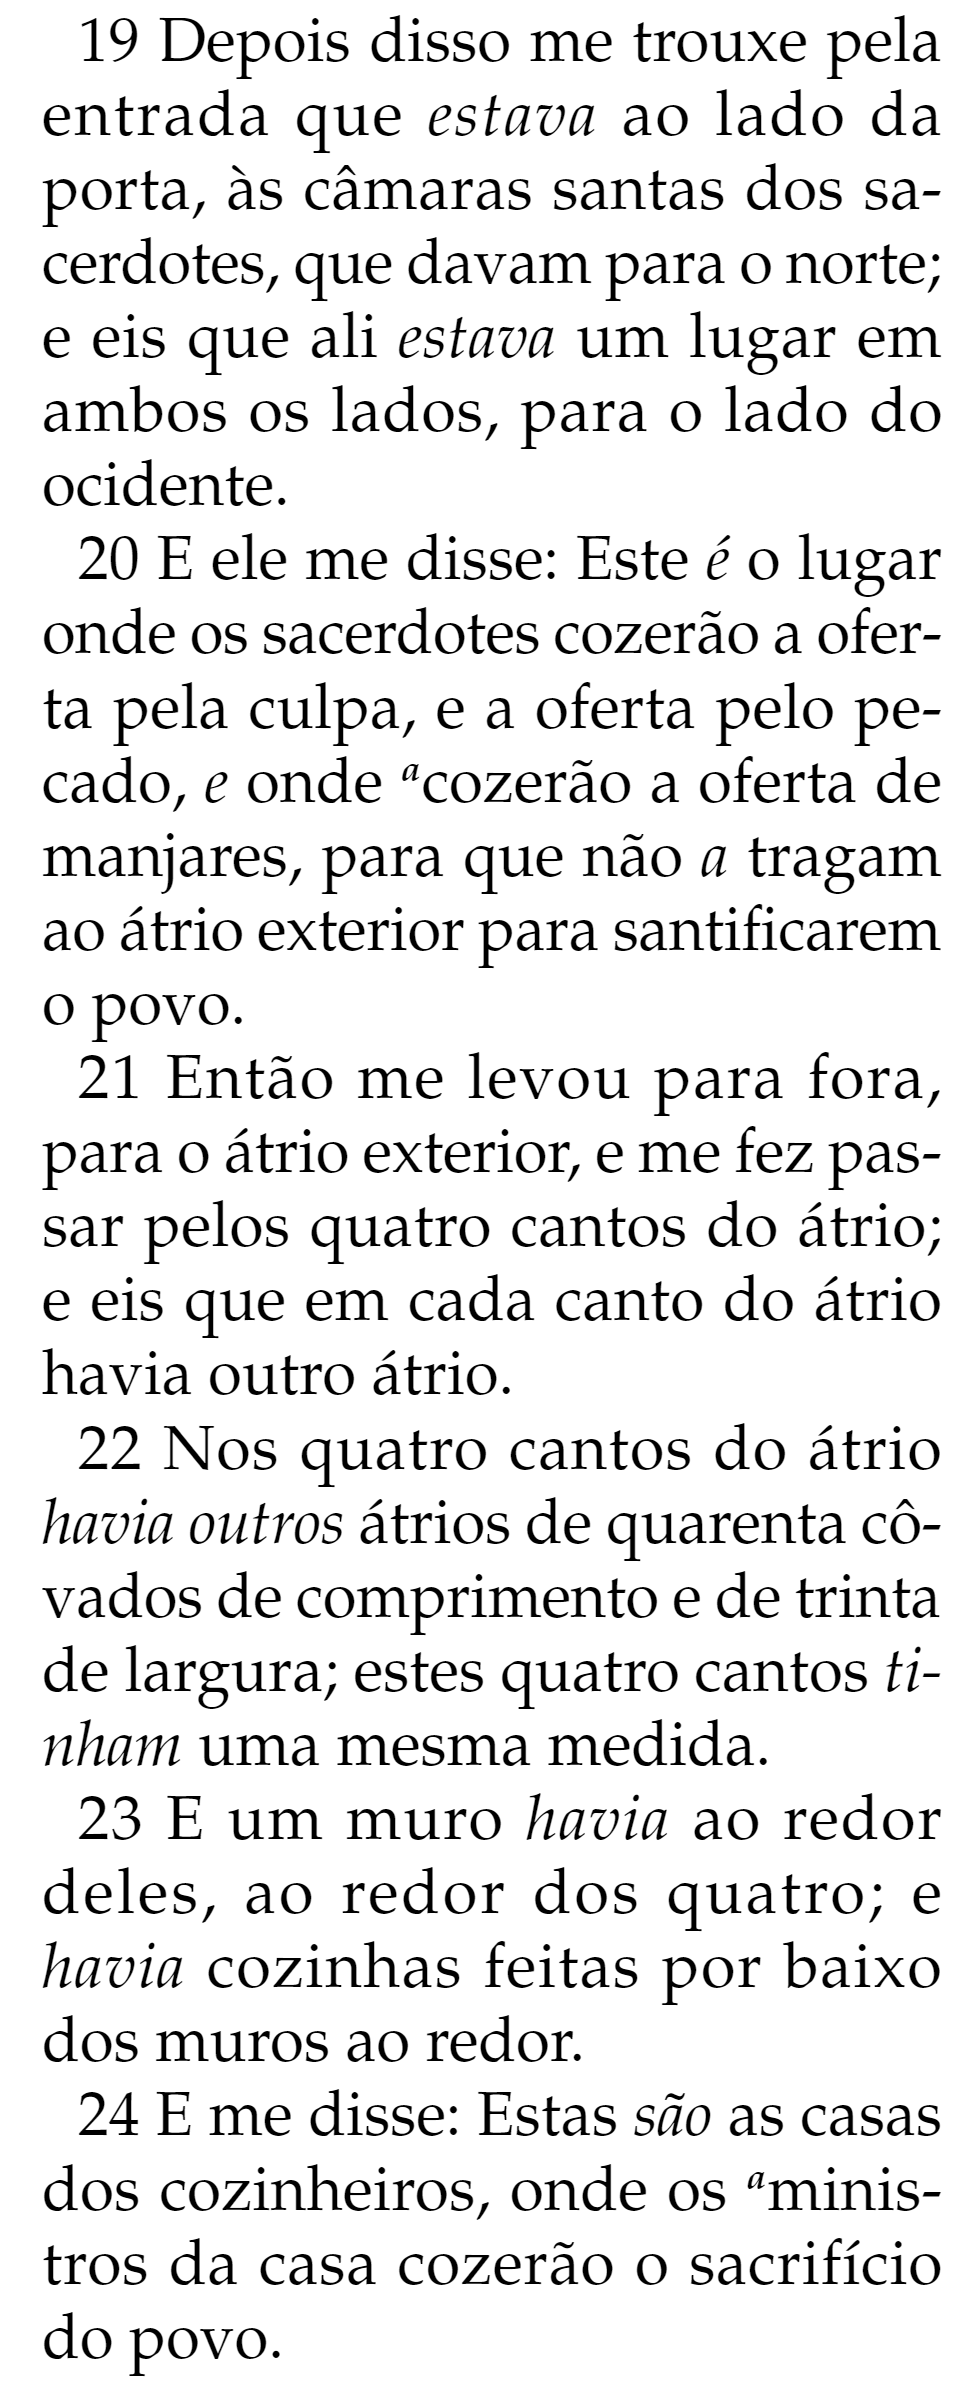 19 Depois disso me trouxe pela
entrada que estava ao lado da
porta, às câmaras santas dos sa-
cerdotes, que davam para o norte;
e eis que ali estava um lugar em
ambos os lados, para o lado do
ocidente.
20 E ele me disse: Este é o lugar
onde os sacerdotes cozerão a ofer-
ta pela culpa, e a oferta pelo pe-
cado, e onde ᵃcozerão a oferta de
manjares, para que não a tragam
ao átrio exterior para santificarem
o povo.
21 Então me levou para fora,
para o átrio exterior, e me fez pas-
sar pelos quatro cantos do átrio;
e eis que em cada canto do átrio
havia outro átrio.
22 Nos quatro cantos do átrio
havia outros átrios de quarenta cô-
vados de comprimento e de trinta
de largura; estes quatro cantos ti-
nham uma mesma medida.
23 E um muro havia ao redor
deles, ao redor dos quatro; e
havia cozinhas feitas por baixo
dos muros ao redor.
24 E me disse: Estas são as casas
dos cozinheiros, onde os ᵃminis-
tros da casa cozerão o sacrifício
do povo.